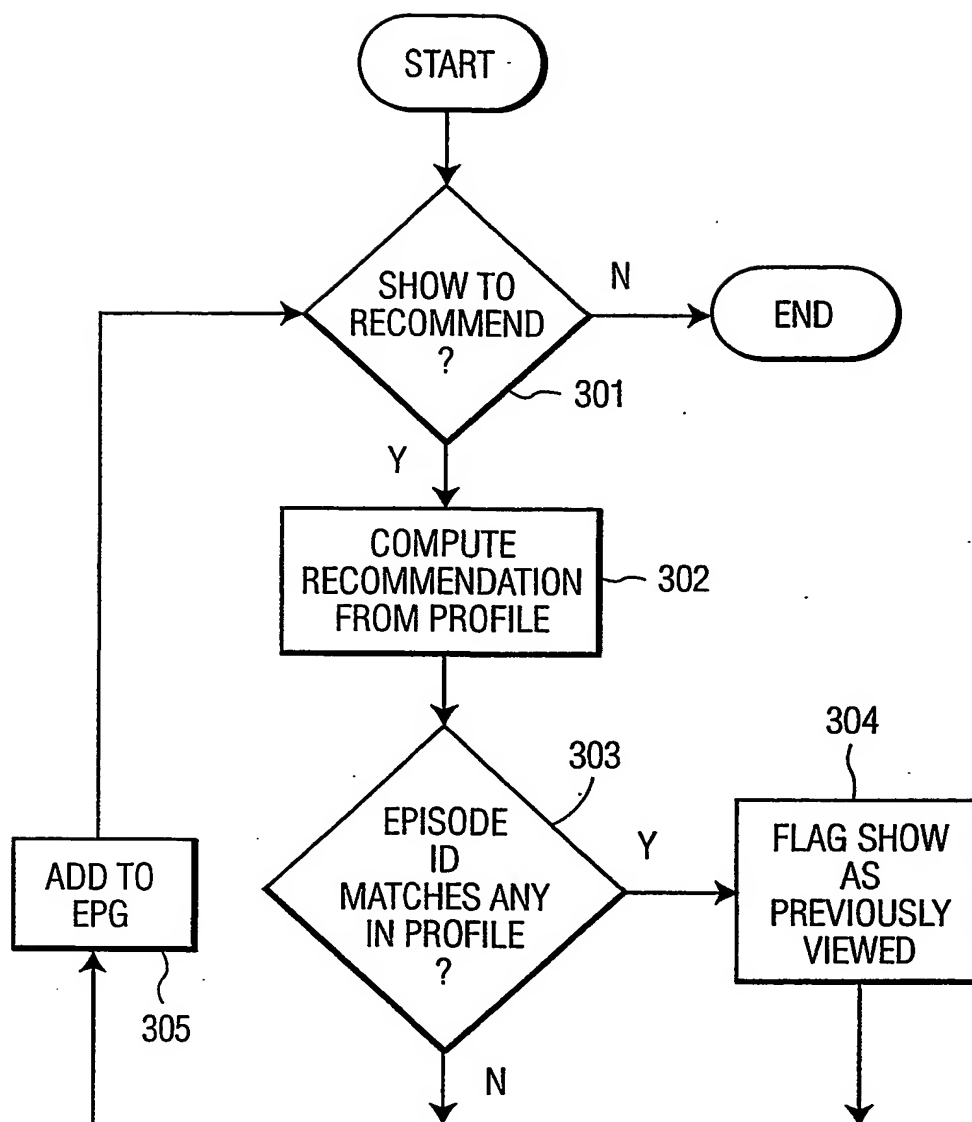 START
SHOW TO
RECOMMEND
?
N
END
301
Y
COMPUTE
RECOMMENDATION
FROM PROFILE
302
303
304
EPISODE
ID
MATCHES ANY
IN PROFILE
?
Y
FLAG SHOW
AS
PREVIOUSLY
VIEWED
ADD TO
EPG
305
N